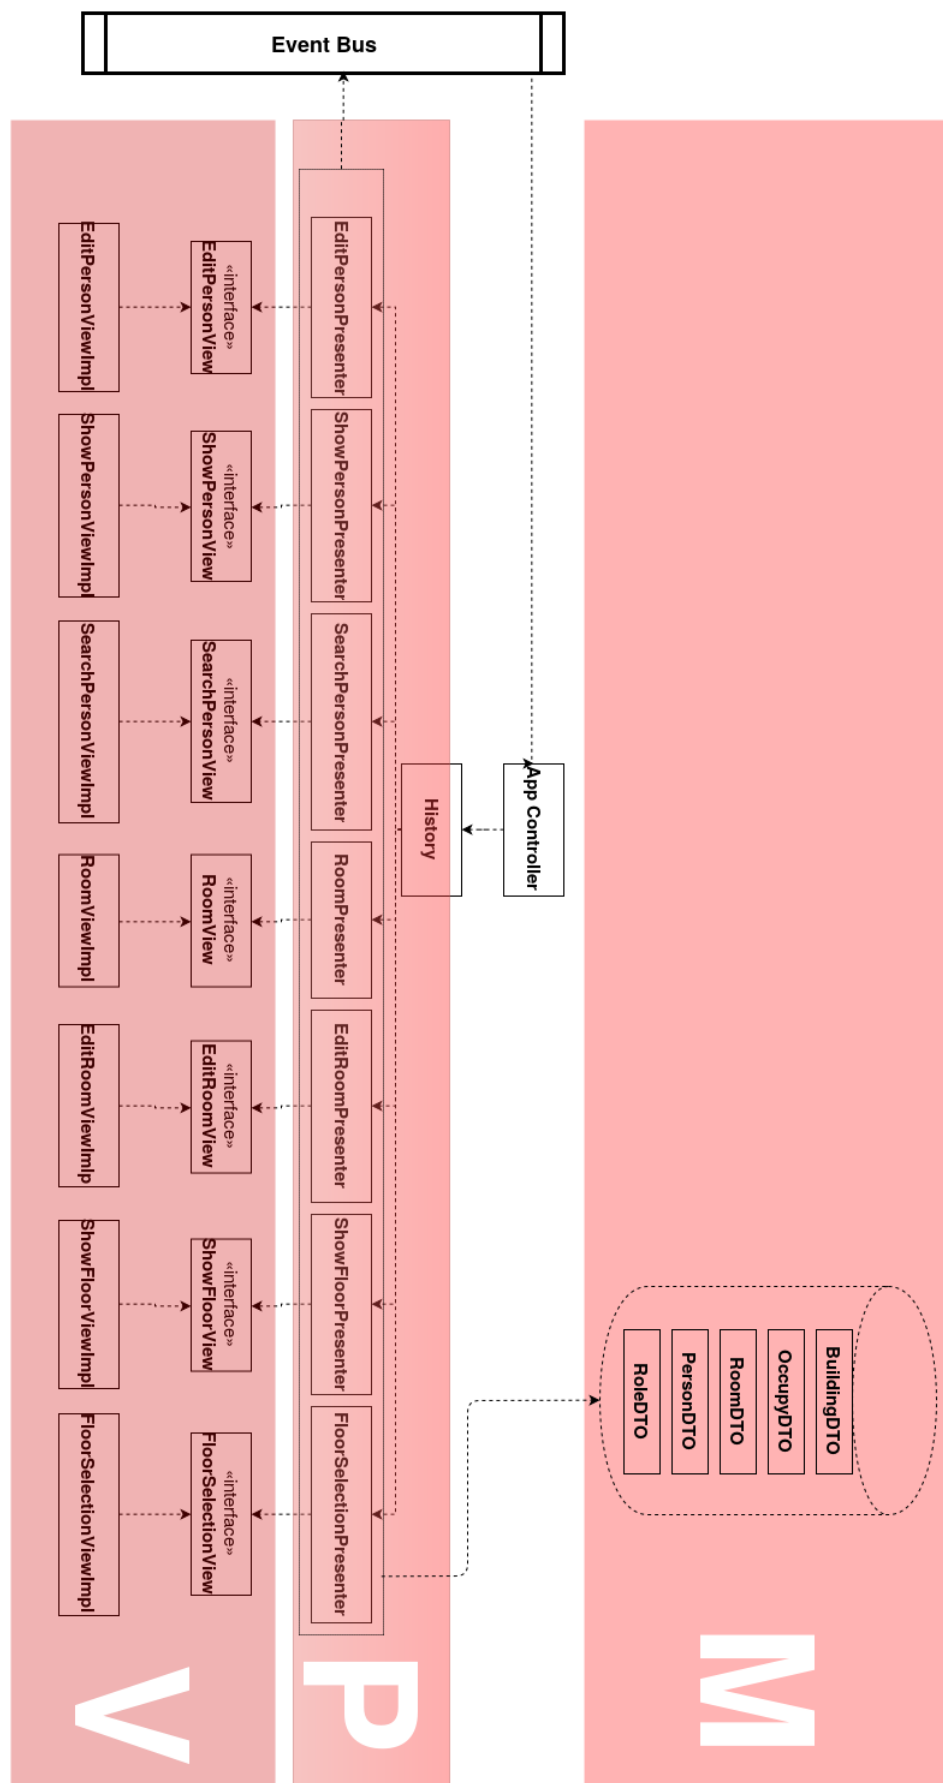 Event Bus
M
BuildingDTO
OccupyDTO
RoomDTO
PersonDTO
RoleDTO
App Controller
History
P
EditPersonPresenter
ShowPersonPresenter
SearchPersonPresenter
RoomPresenter
EditRoomPresenter
ShowFloorPresenter
FloorSelectionPresenter
V
«interface»
EditPersonView
«interface»
ShowPersonView
«interface»
SearchPersonView
«interface»
RoomView
«interface»
EditRoomView
«interface»
ShowFloorView
«interface»
FloorSelectionView
EditPersonViewImpl
ShowPersonViewImpl
SearchPersonViewImpl
RoomViewImpl
EditRoomViewImlp
ShowFloorViewImpl
FloorSelectionViewImpl